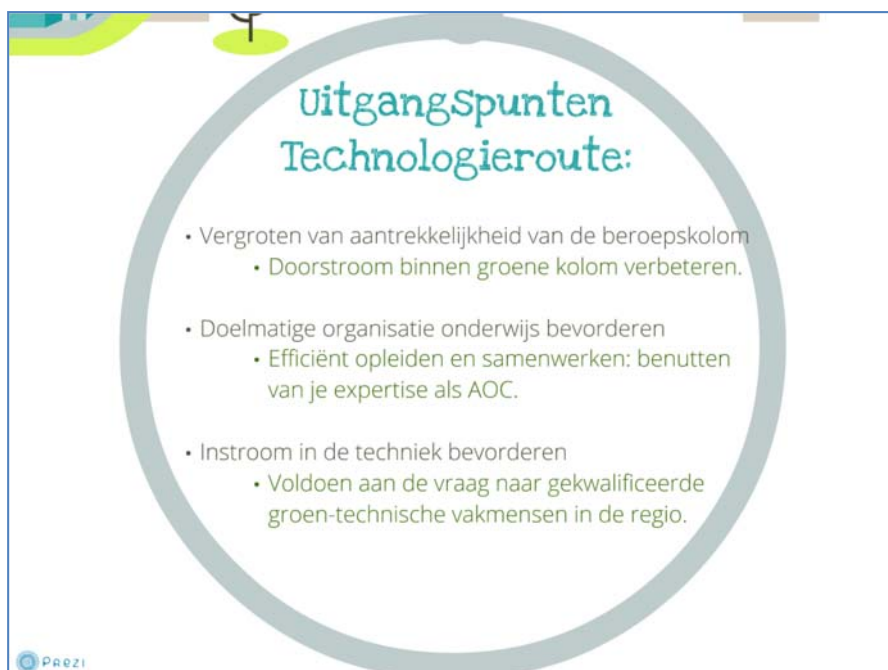 Uitgangspunten
Technologieroute:
• Vergroten van aantrekkelijkheid van de beroepskolom
• Doorstroom binnen groene kolom verbeteren.
• Doelmatige organisatie onderwijs bevorderen
• Efficiënt opleiden en samenwerken: benutten
van je expertise als AOC.
• Instroom in de techniek bevorderen
• Voldoen aan de vraag naar gekwalificeerde
groen-technische vakmensen in de regio.
Prezi